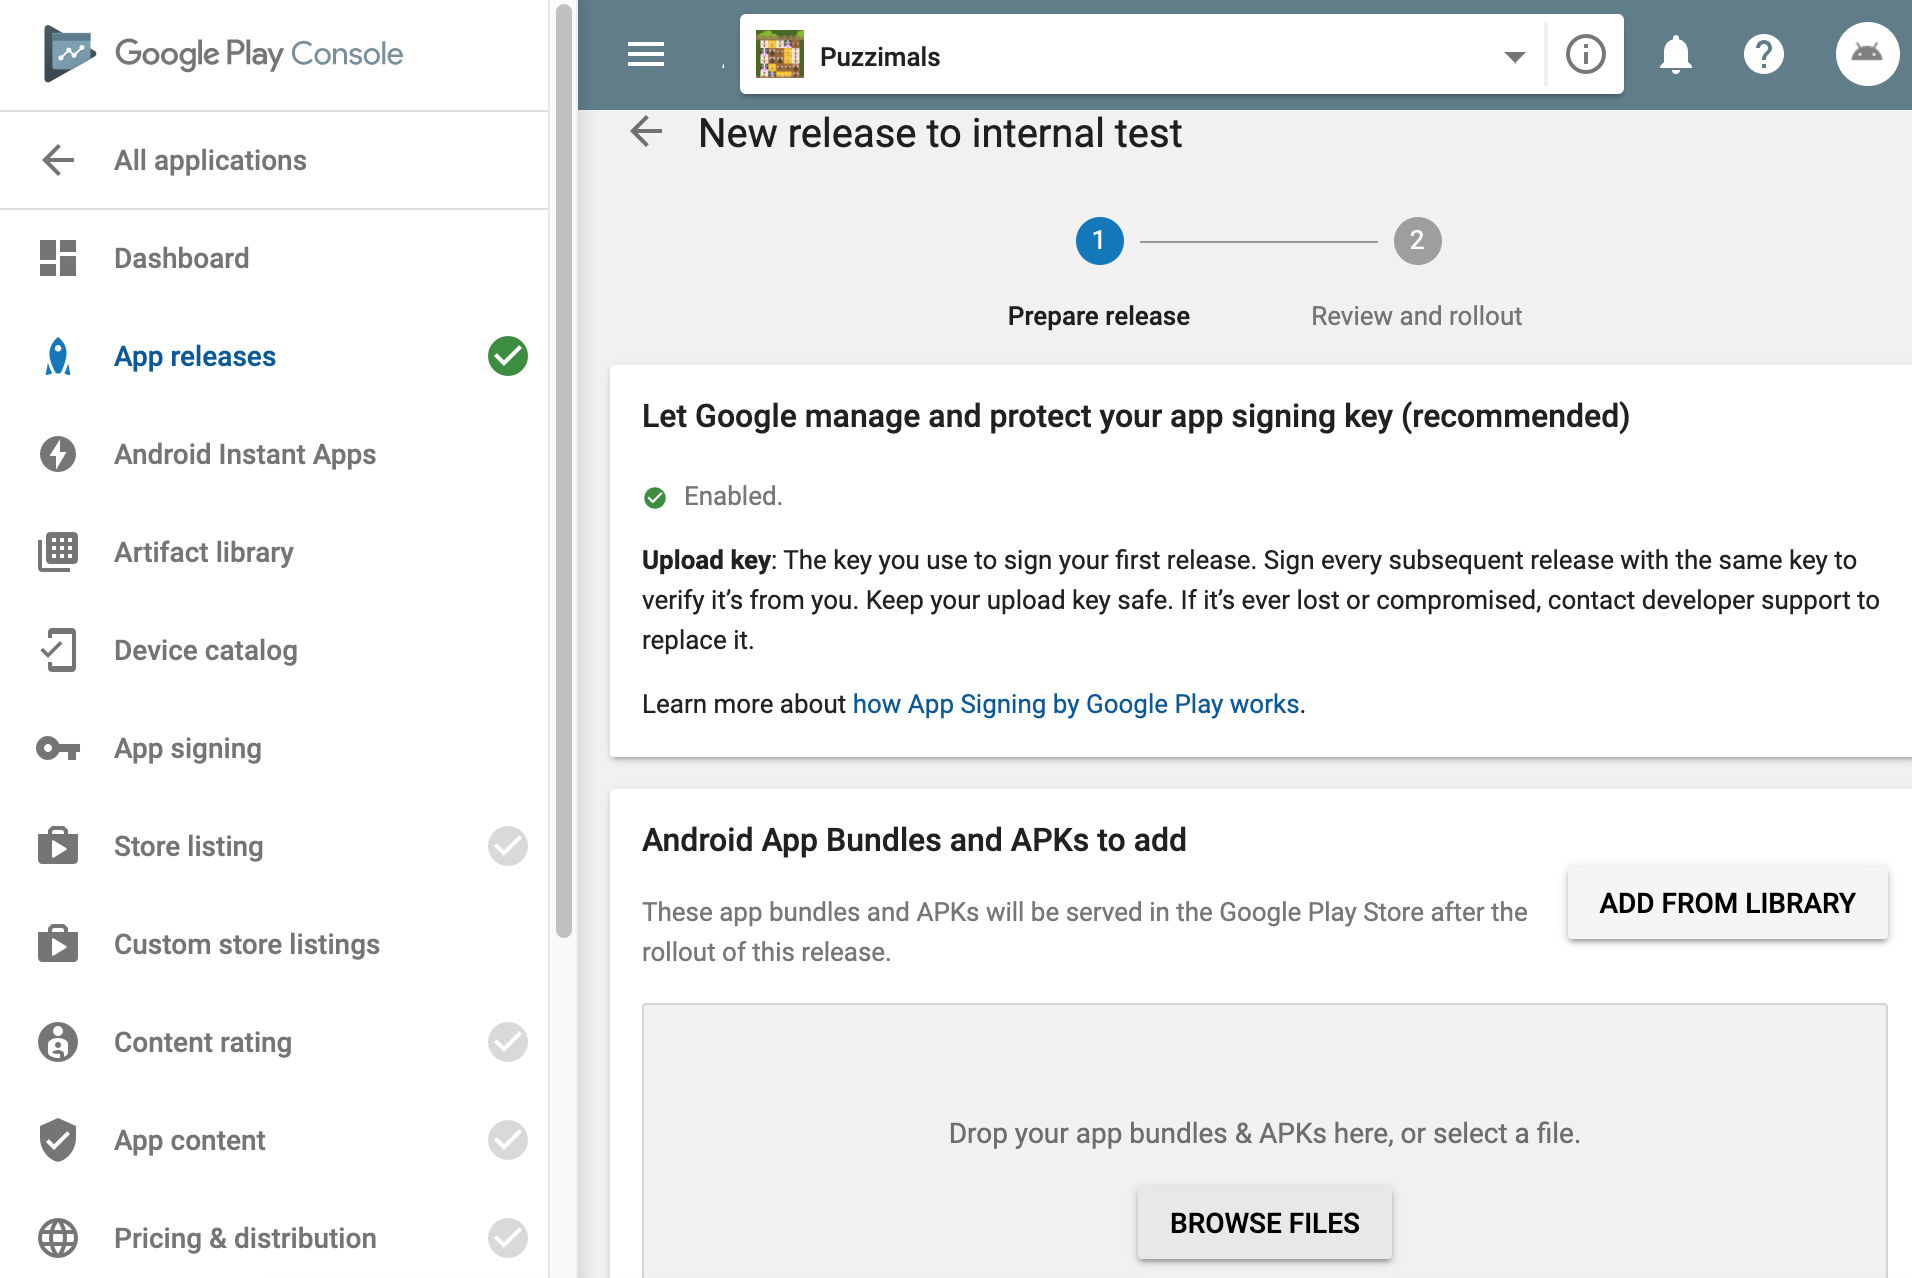 Google Play Console
All applications
Dashboard
App releases
Android Instant Apps
Artifact library
Device catalog
App signing
Store listing
Custom store listings
Content rating
App content
Pricing & distribution
Puzzimals
New release to internal test
1
2
Prepare release
Review and rollout
Let Google manage and protect your app signing key (recommended)
Enabled.
Upload key: The key you use to sign your first release. Sign every subsequent release with the same key to
verify it’s from you. Keep your upload key safe. If it’s ever lost or compromised, contact developer support to
replace it.
Learn more about how App Signing by Google Play works.
Android App Bundles and APKs to add
These app bundles and APKs will be served in the Google Play Store after the
rollout of this release.
ADD FROM LIBRARY
Drop your app bundles & APKs here, or select a file.
BROWSE FILES